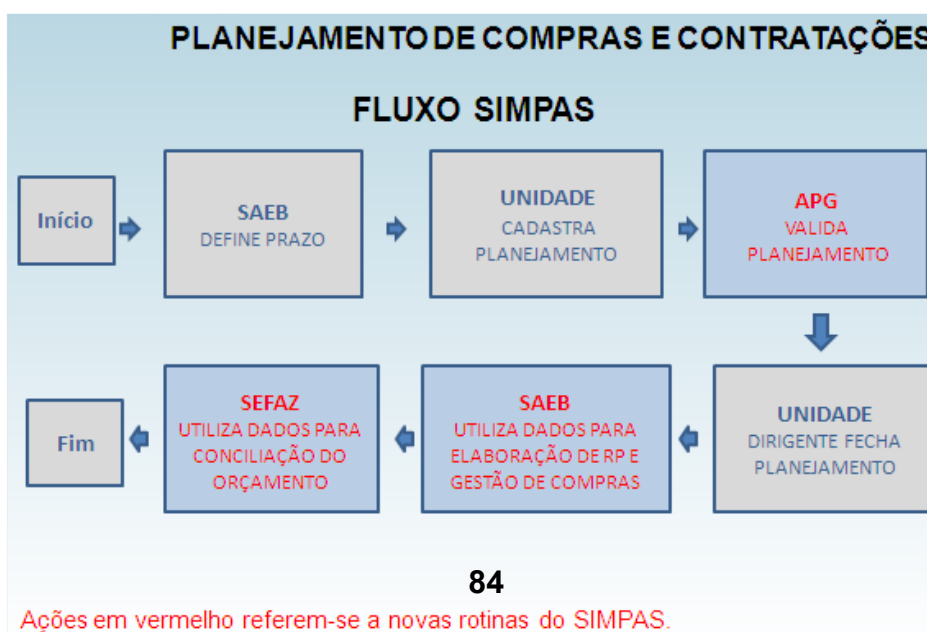 PLANEJAMENTO DE COMPRAS E CONTRATAÇÕES
FLUXO SIMPAS
Início
SAEB
DEFINE PRAZO
UNIDADE
CADASTRA
PLANEJAMENTO
APG
VALIDA
PLANEJAMENTO
UNIDADE
DIRIGENTE FECHA
PLANEJAMENTO
SAEB
UTILIZA DADOS PARA
ELABORAÇÃO DE RP E
GESTÃO DE COMPRAS
SEFAZ
UTILIZA DADOS PARA
CONCILIAÇÃO DO
ORÇAMENTO
Fim
84
Ações em vermelho referem-se a novas rotinas do SIMPAS.